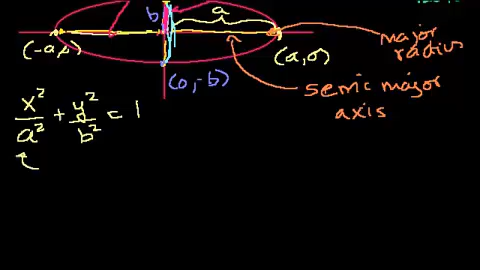 b
a
(-a,0)
(a,0)
major
radius
(0,-b)
semi major
axis
x²/a² + y²/b² = 1